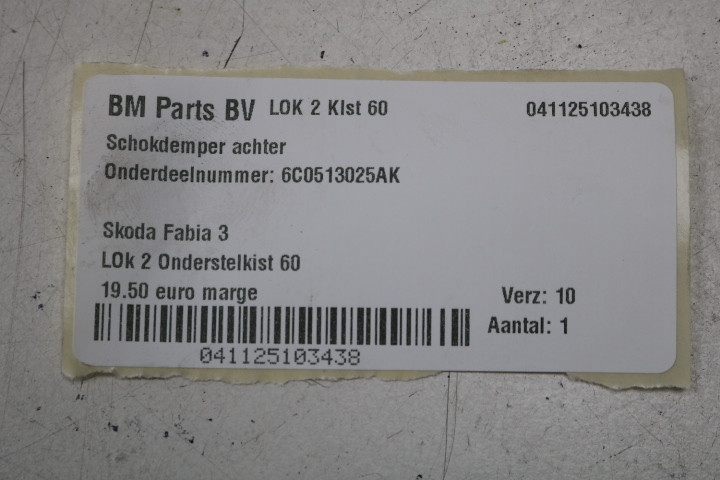 BM Parts BV LOK 2 Klst 60 041125103438
Schokdemper achter
Onderdeelnummer: 6C0513025AK
Skoda Fabia 3
LOK 2 Onderstelkist 60
19.50 euro marge
Verz: 10
Aantal: 1
041125103438